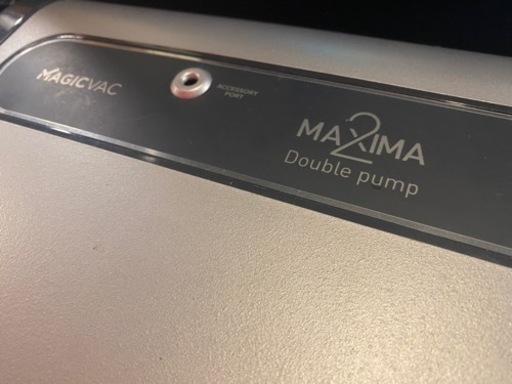 MAGICVAC
ACCESSORY
PORT
MAXIMA
2
Double pump